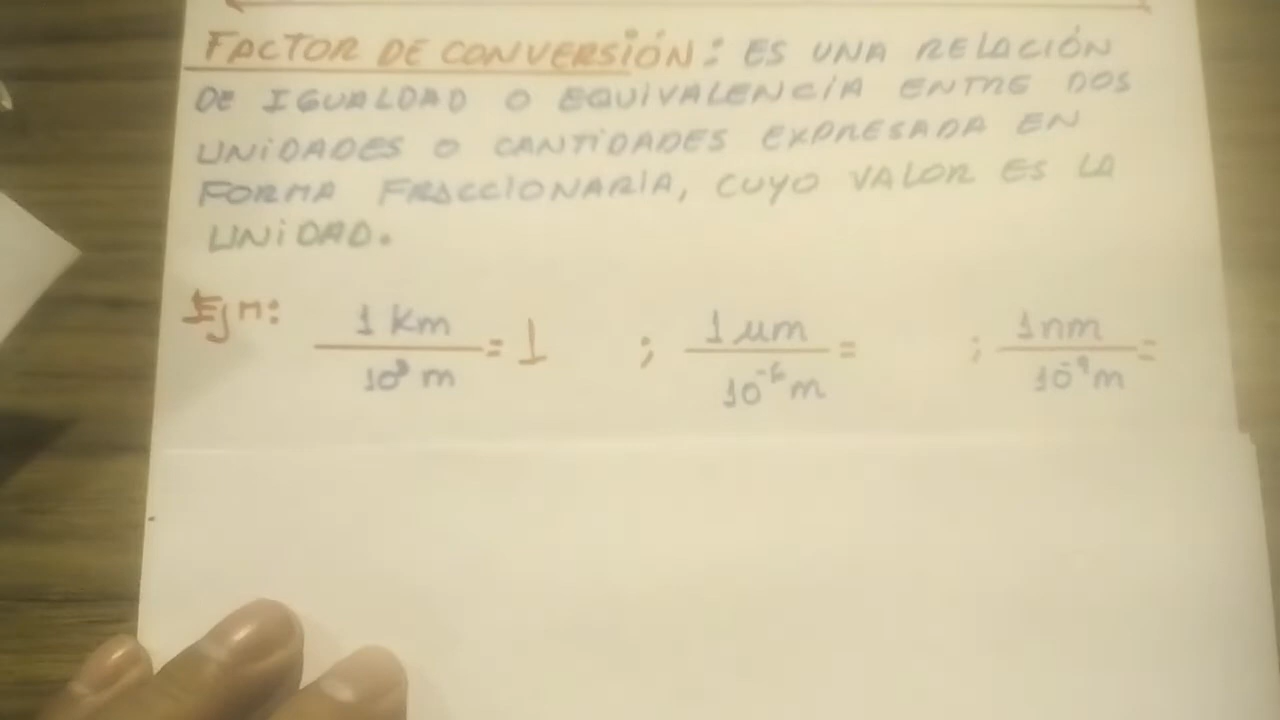 FACTOR DE CONVERSIÓN: ES UNA RELACIÓN
DE IGUALDAD O EQUIVALENCIA ENTRE DOS
UNIDADES O CANTIDADES EXPRESADA EN
FORMA FRACCIONARIA, CUYO VALOR ES LA
UNIDAD.
Ejm: 1 Km / 10³ m = 1 ; 1 μm / 10⁻⁶ m = ; 1 nm / 10⁻⁹ m =